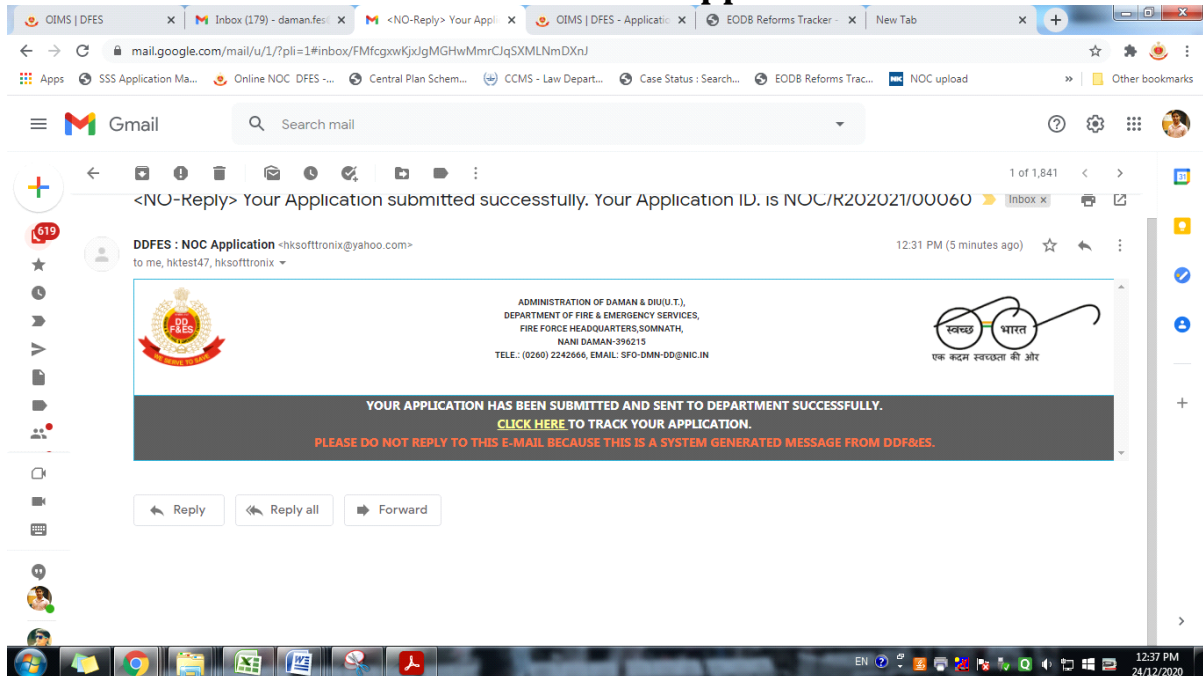 OIMS | DFES
Inbox (179) - daman.fes
<NO-Reply> Your Appli
OIMS | DFES - Applicatio
EODB Reforms Tracker -
New Tab
mail.google.com/mail/u/1/?pli=1#inbox/FMfcgxwKjxJgMGHwMmrCJqSXMLNmDXnJ
Apps
SSS Application Ma...
Online NOC DFES -...
Central Plan Schem...
CCMS - Law Depart...
Case Status : Search...
EODB Reforms Trac...
NOC upload
»
Other bookmarks
Gmail
Search mail
1 of 1,841
31
<NO-Reply> Your Application submitted successfully. Your Application ID. is NOC/R202021/00060
Inbox x
619
DDFES : NOC Application <hksofttronix@yahoo.com>
12:31 PM (5 minutes ago)
to me, hktest47, hksofttronix
DD
F&ES
WE SERVE TO SAVE
ADMINISTRATION OF DAMAN & DIU(U.T.),
DEPARTMENT OF FIRE & EMERGENCY SERVICES,
FIRE FORCE HEADQUARTERS,SOMNATH,
NANI DAMAN-396215
TELE.: (0260) 2242666, EMAIL: SFO-DMN-DD@NIC.IN
स्वच्छ भारत
एक कदम स्वच्छता की ओर
YOUR APPLICATION HAS BEEN SUBMITTED AND SENT TO DEPARTMENT SUCCESSFULLY.
CLICK HERE TO TRACK YOUR APPLICATION.
PLEASE DO NOT REPLY TO THIS E-MAIL BECAUSE THIS IS A SYSTEM GENERATED MESSAGE FROM DDF&ES.
Reply
Reply all
Forward
EN
12:37 PM
24/12/2020